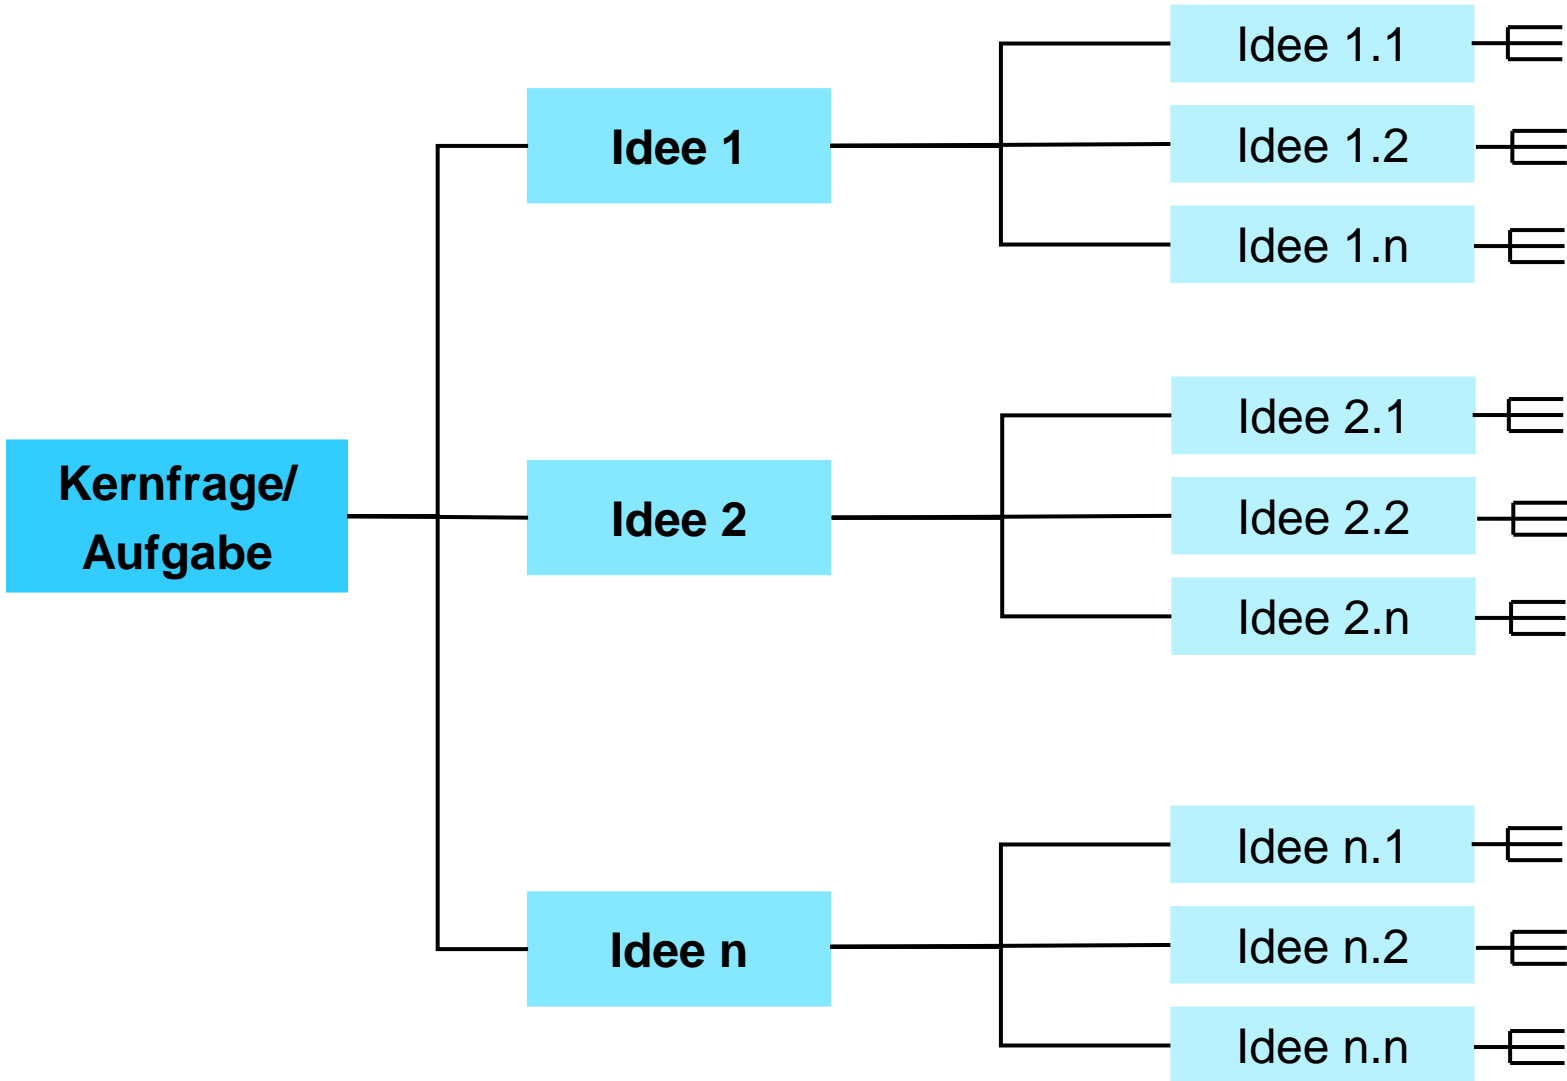 Kernfrage/
Aufgabe
Idee 1
Idee 1.1
Idee 1.2
Idee 1.n
Idee 2
Idee 2.1
Idee 2.2
Idee 2.n
Idee n
Idee n.1
Idee n.2
Idee n.n